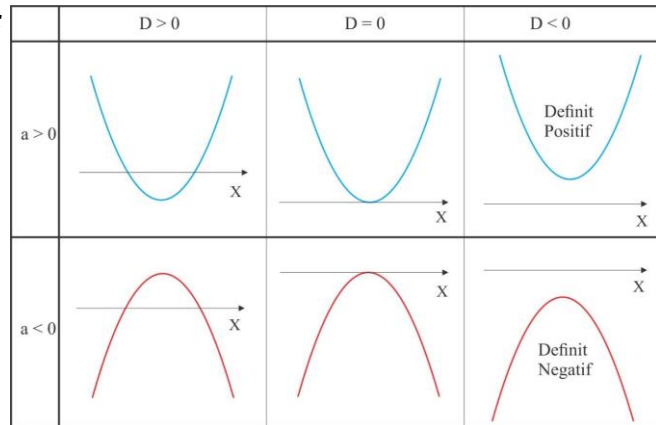 D > 0
D = 0
D < 0
a > 0
X
X
Definit
Positif
X
a < 0
X
X
X
Definit
Negatif